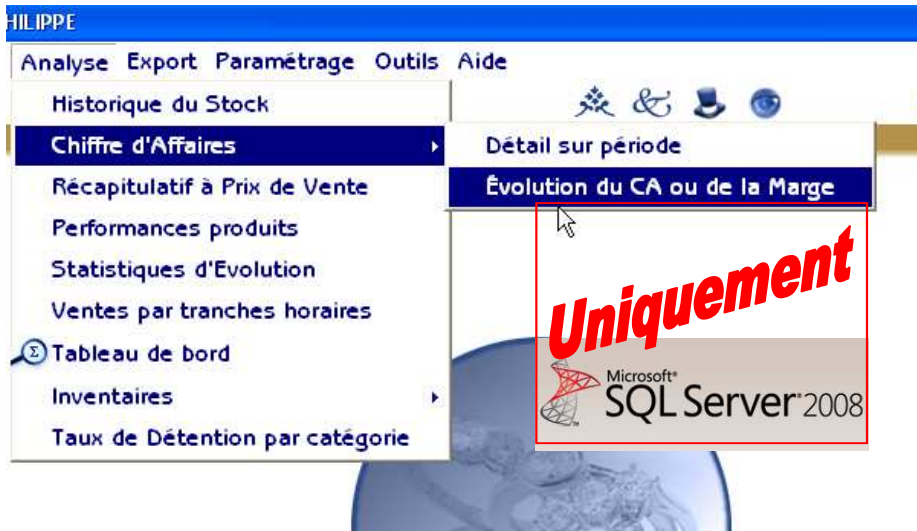 HILIPPE
Analyse Export Paramétrage Outils Aide
Historique du Stock
Chiffre d'Affaires
Récapitulatif à Prix de Vente
Performances produits
Statistiques d'Evolution
Ventes par tranches horaires
Σ Tableau de bord
Inventaires
Taux de Détention par catégorie
&
Détail sur période
Évolution du CA ou de la Marge
Uniquement
Microsoft®
SQL Server®2008